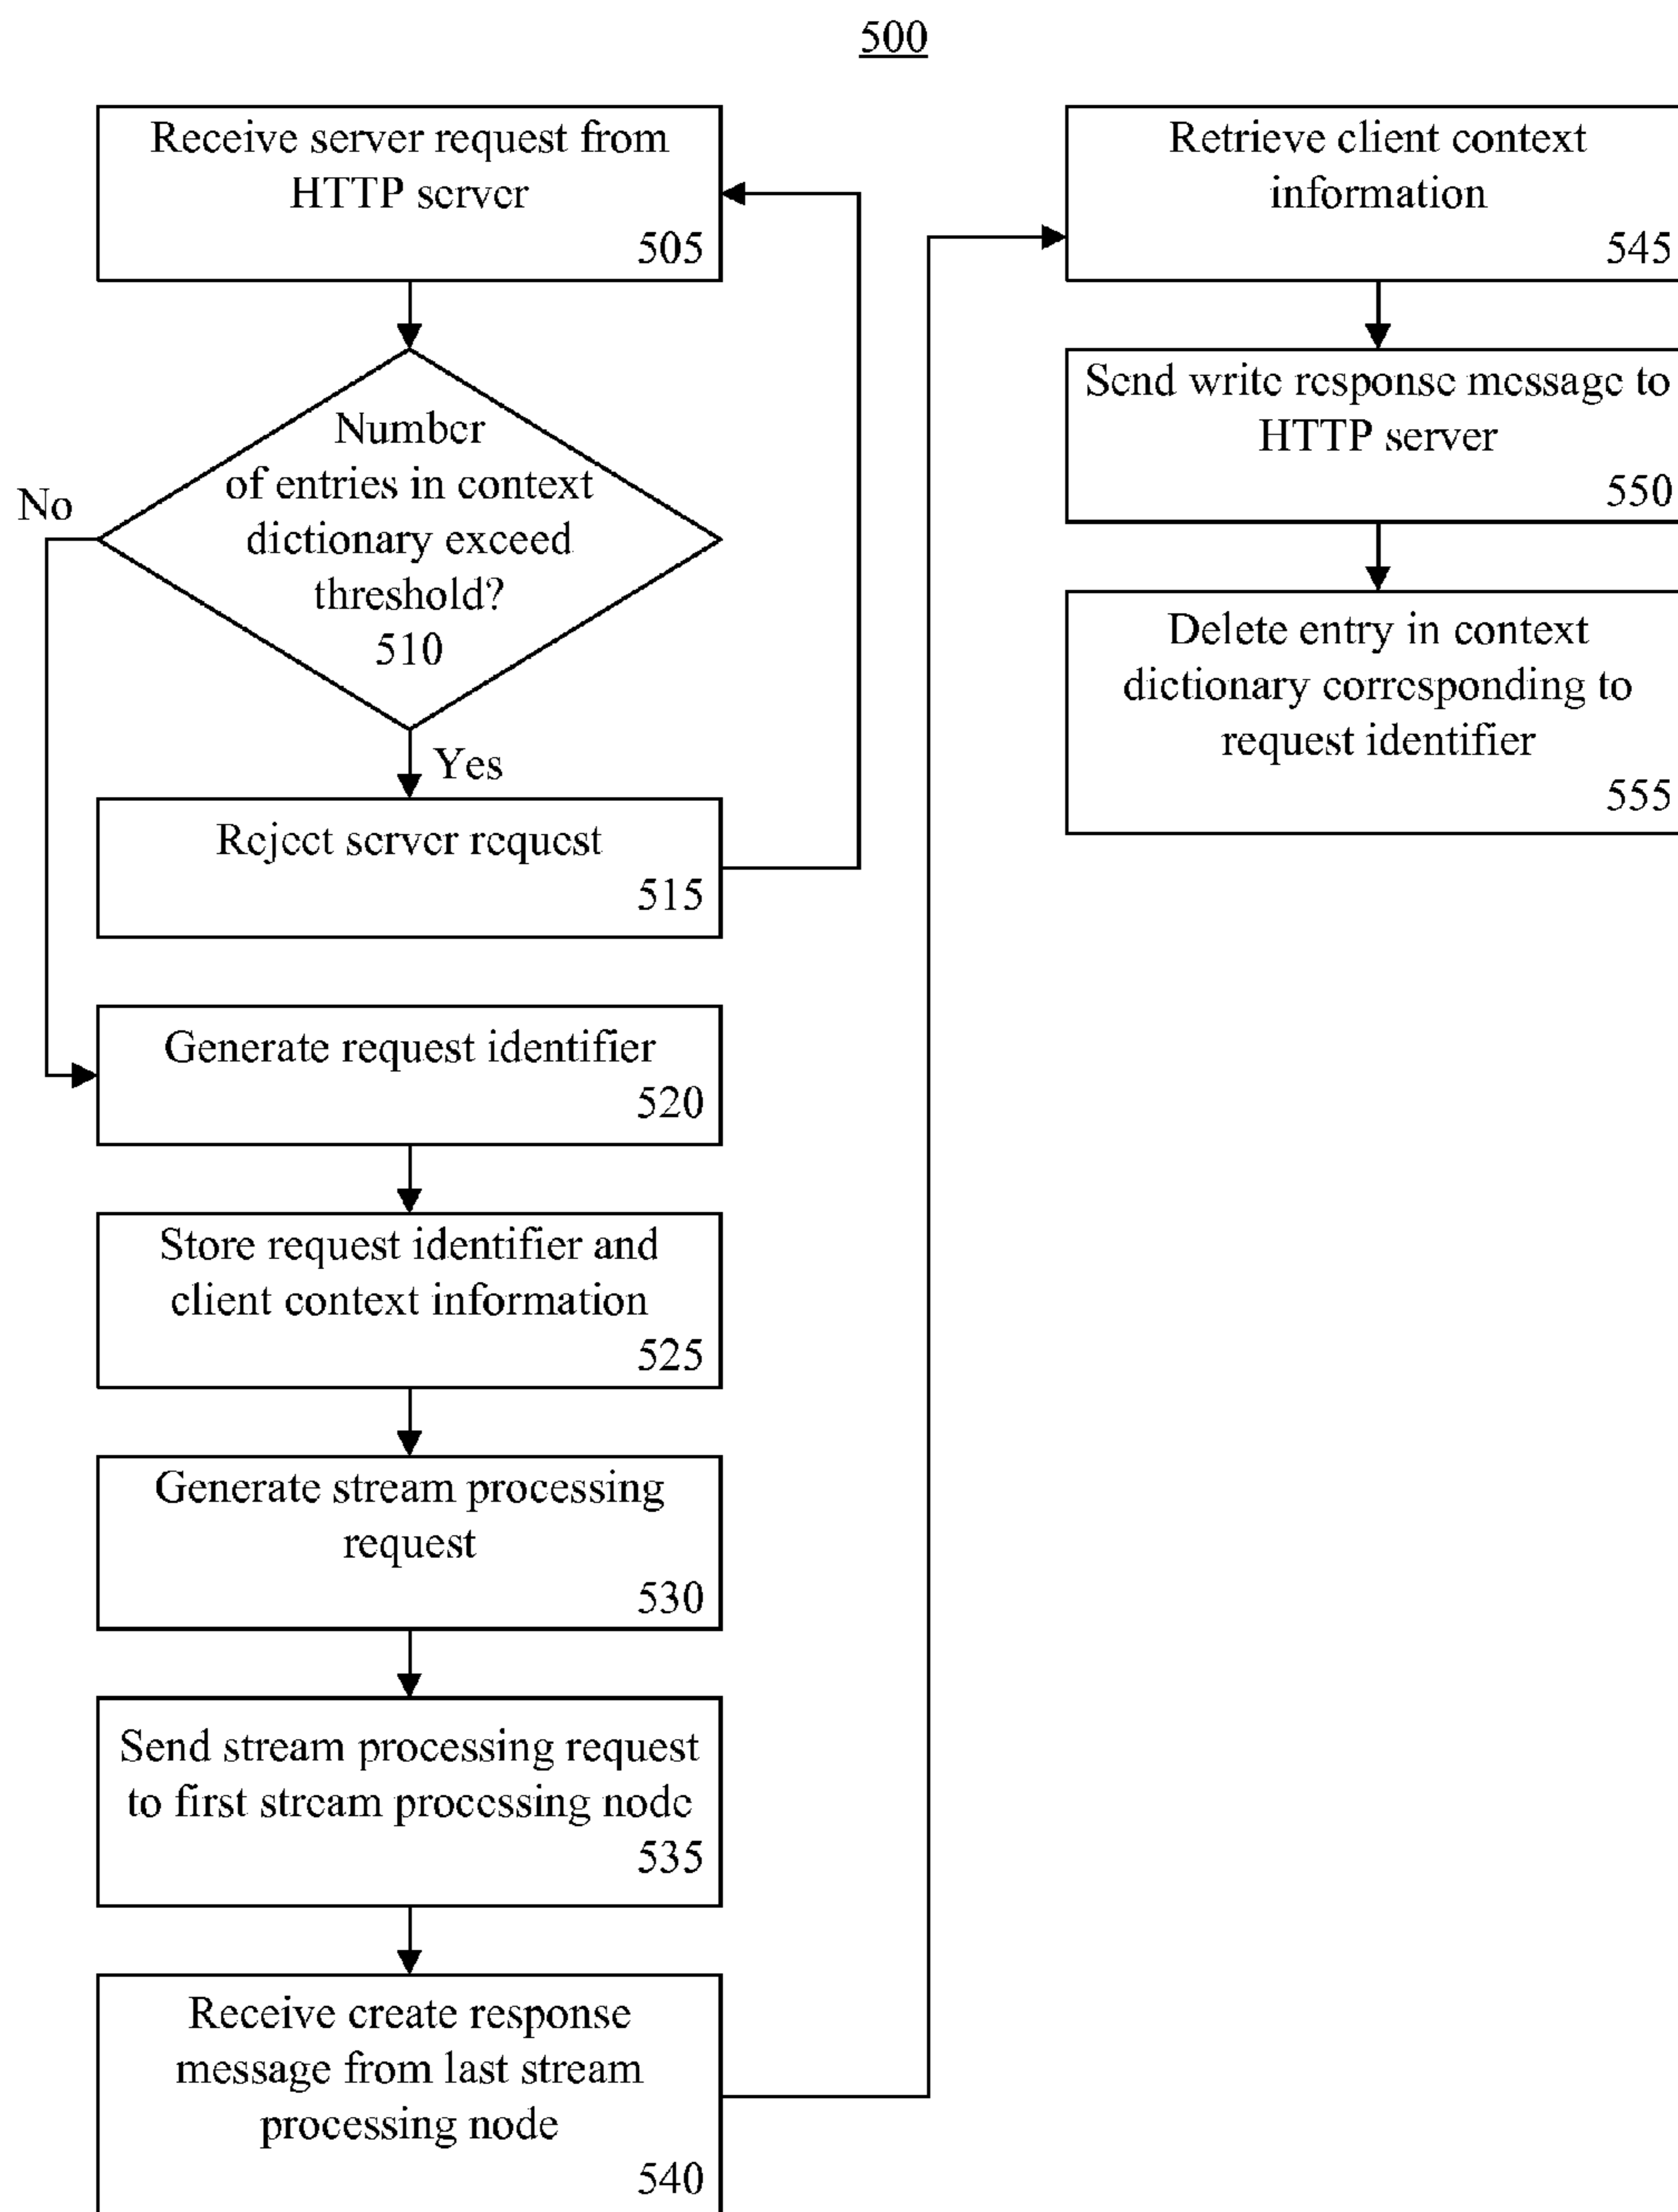 500
Receive server request from
HTTP server
505
Number
of entries in context
dictionary exceed
threshold?
510
No
Yes
Reject server request
515
Generate request identifier
520
Store request identifier and
client context information
525
Generate stream processing
request
530
Send stream processing request
to first stream processing node
535
Receive create response
message from last stream
processing node
540
Retrieve client context
information
545
Send write response message to
HTTP server
550
Delete entry in context
dictionary corresponding to
request identifier
555